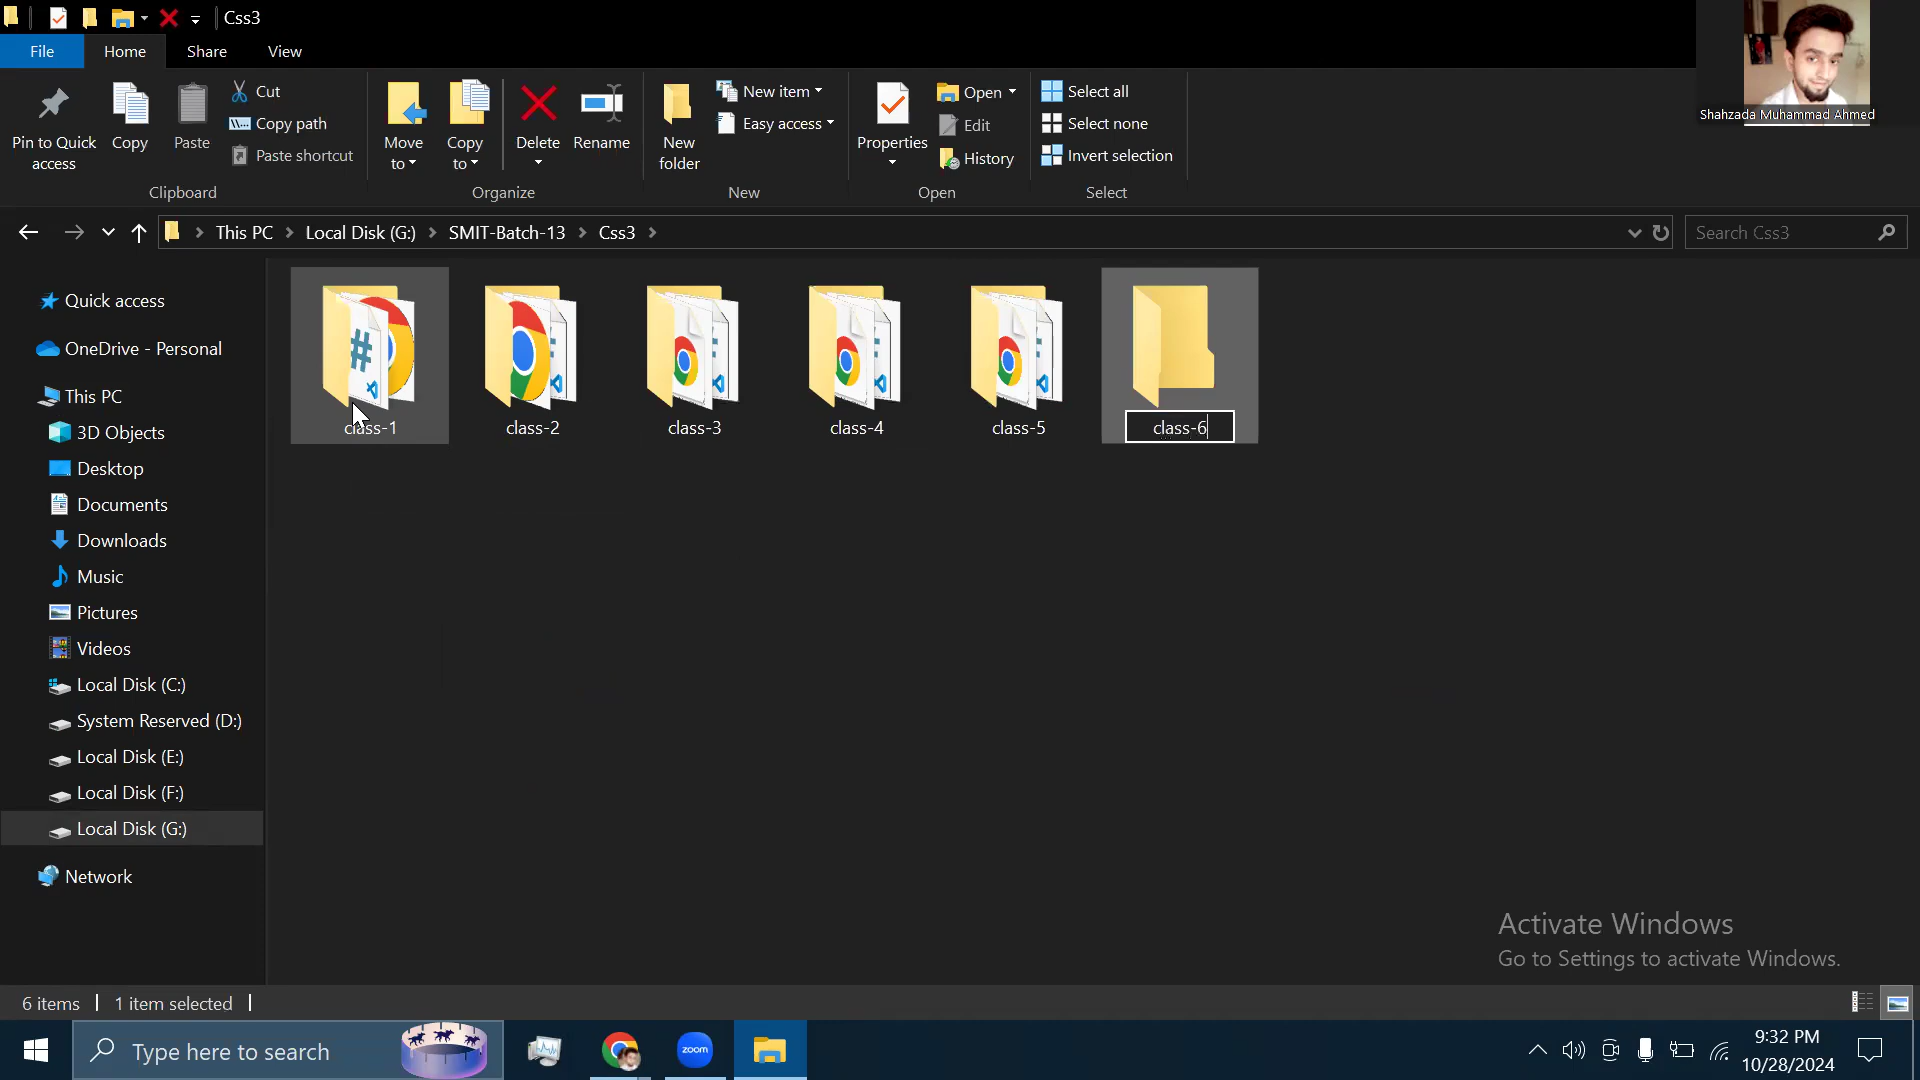 Css3
File
Home
Share
View
Shahzada Muhammad Ahmed
Pin to Quick access
Copy
Paste
Cut
Copy path
Paste shortcut
Clipboard
Move to
Copy to
Delete
Rename
Organize
New folder
New item
Easy access
New
Properties
Open
Edit
History
Open
Select all
Select none
Invert selection
Select
This PC
Local Disk (G:)
SMIT-Batch-13
Css3
Search Css3
Quick access
OneDrive - Personal
This PC
3D Objects
Desktop
Documents
Downloads
Music
Pictures
Videos
Local Disk (C:)
System Reserved (D:)
Local Disk (E:)
Local Disk (F:)
Local Disk (G:)
Network
class-1
class-2
class-3
class-4
class-5
class-6
Activate Windows
Go to Settings to activate Windows.
6 items
1 item selected
Type here to search
zoom
9:32 PM
10/28/2024